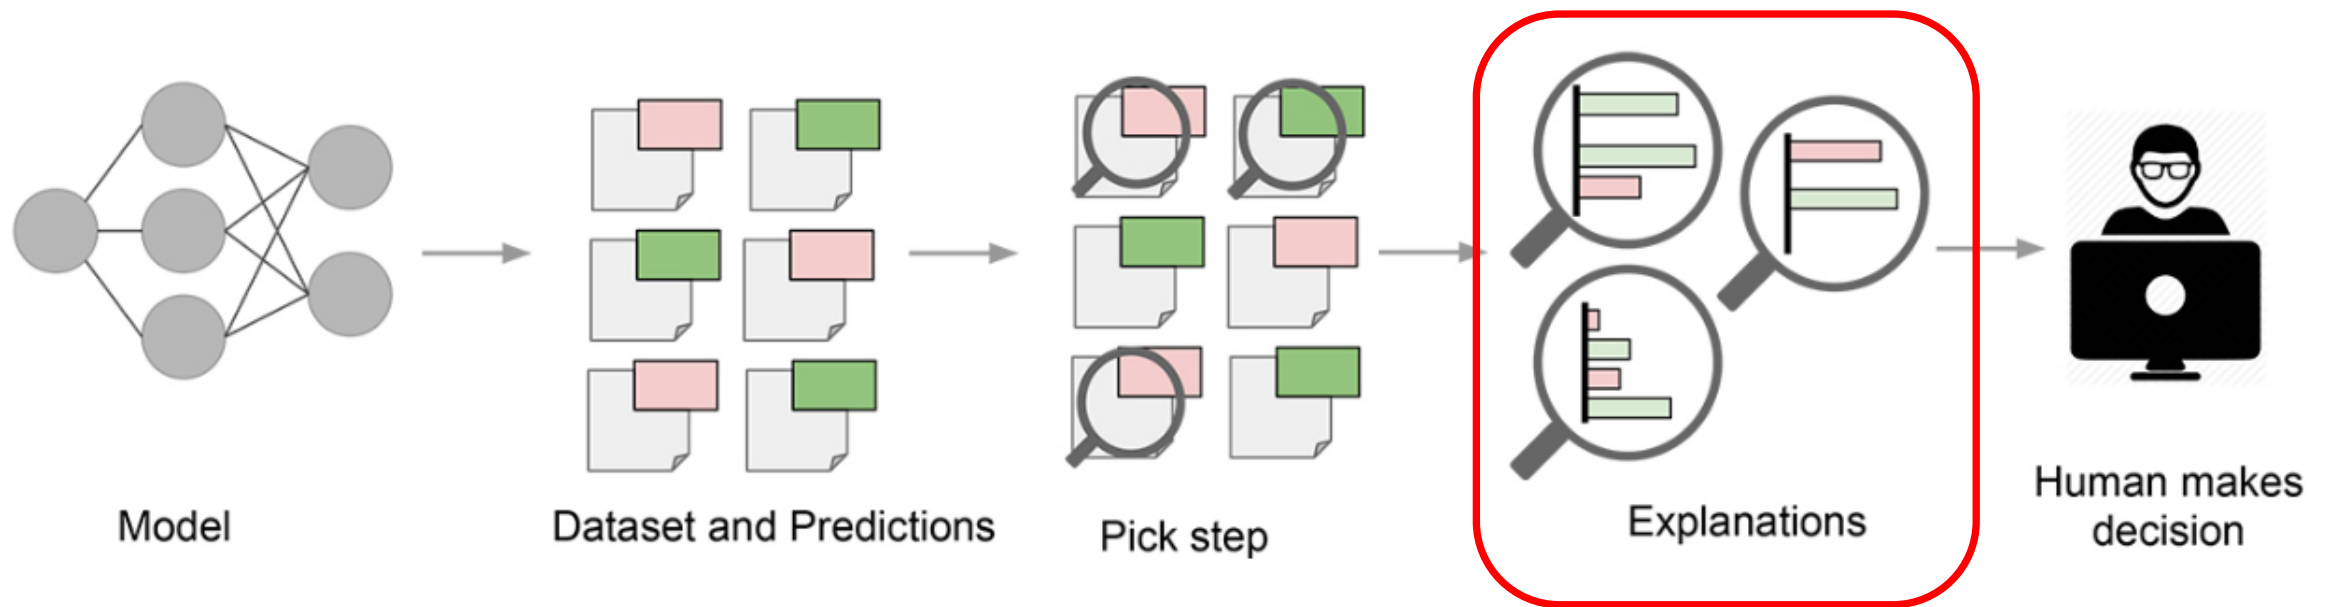 Model
Dataset and Predictions
Pick step
Explanations
Human makes
decision